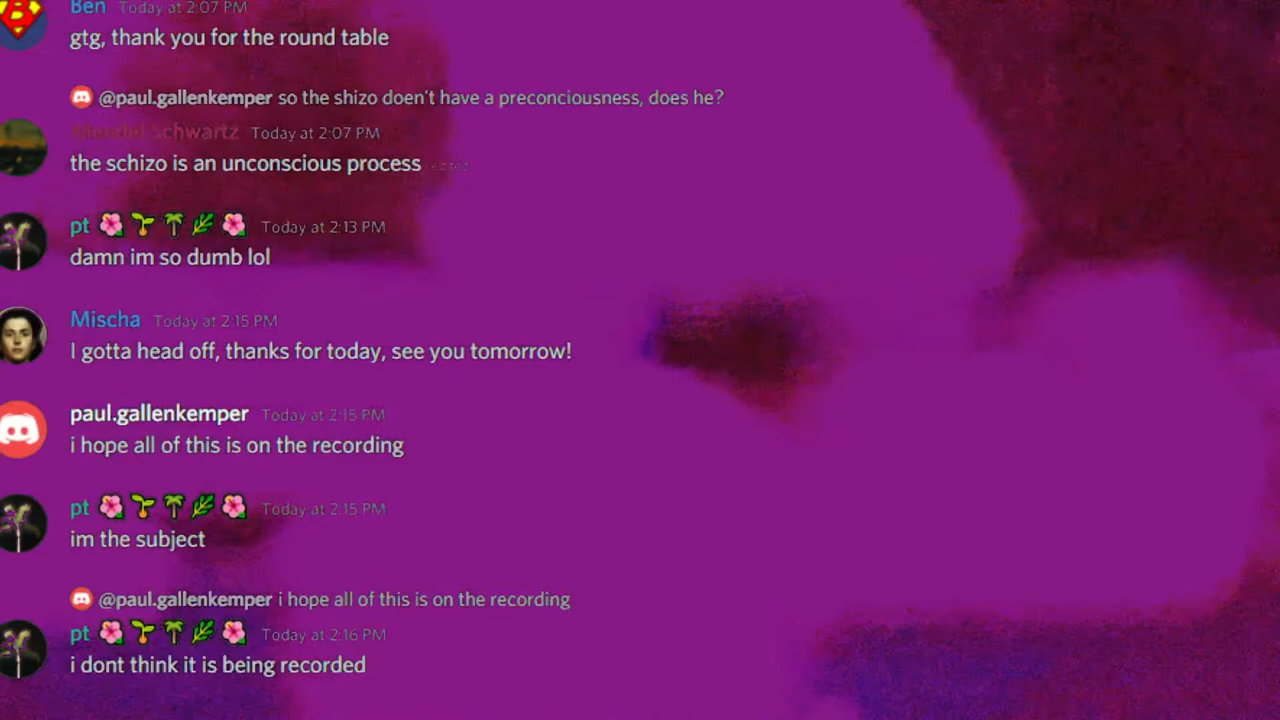 Ben Today at 2:07 PM
gtg, thank you for the round table
@paul.gallenkemper so the shizo doen't have a preconciousness, does he?
Mendel Schwartz Today at 2:07 PM
the schizo is an unconscious process
pt 🌺 🌱 🌴 🌿 🌺 Today at 2:13 PM
damn im so dumb lol
Mischa Today at 2:15 PM
I gotta head off, thanks for today, see you tomorrow!
paul.gallenkemper Today at 2:15 PM
i hope all of this is on the recording
pt 🌺 🌱 🌴 🌿 🌺 Today at 2:15 PM
im the subject
@paul.gallenkemper i hope all of this is on the recording
pt 🌺 🌱 🌴 🌿 🌺 Today at 2:16 PM
i dont think it is being recorded